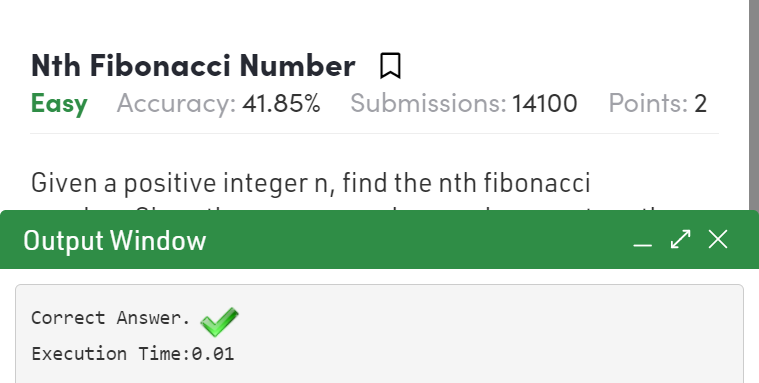 Nth Fibonacci Number
Easy Accuracy: 41.85% Submissions: 14100 Points: 2
Given a positive integer n, find the nth fibonacci
Output Window
Correct Answer.
Execution Time:0.01